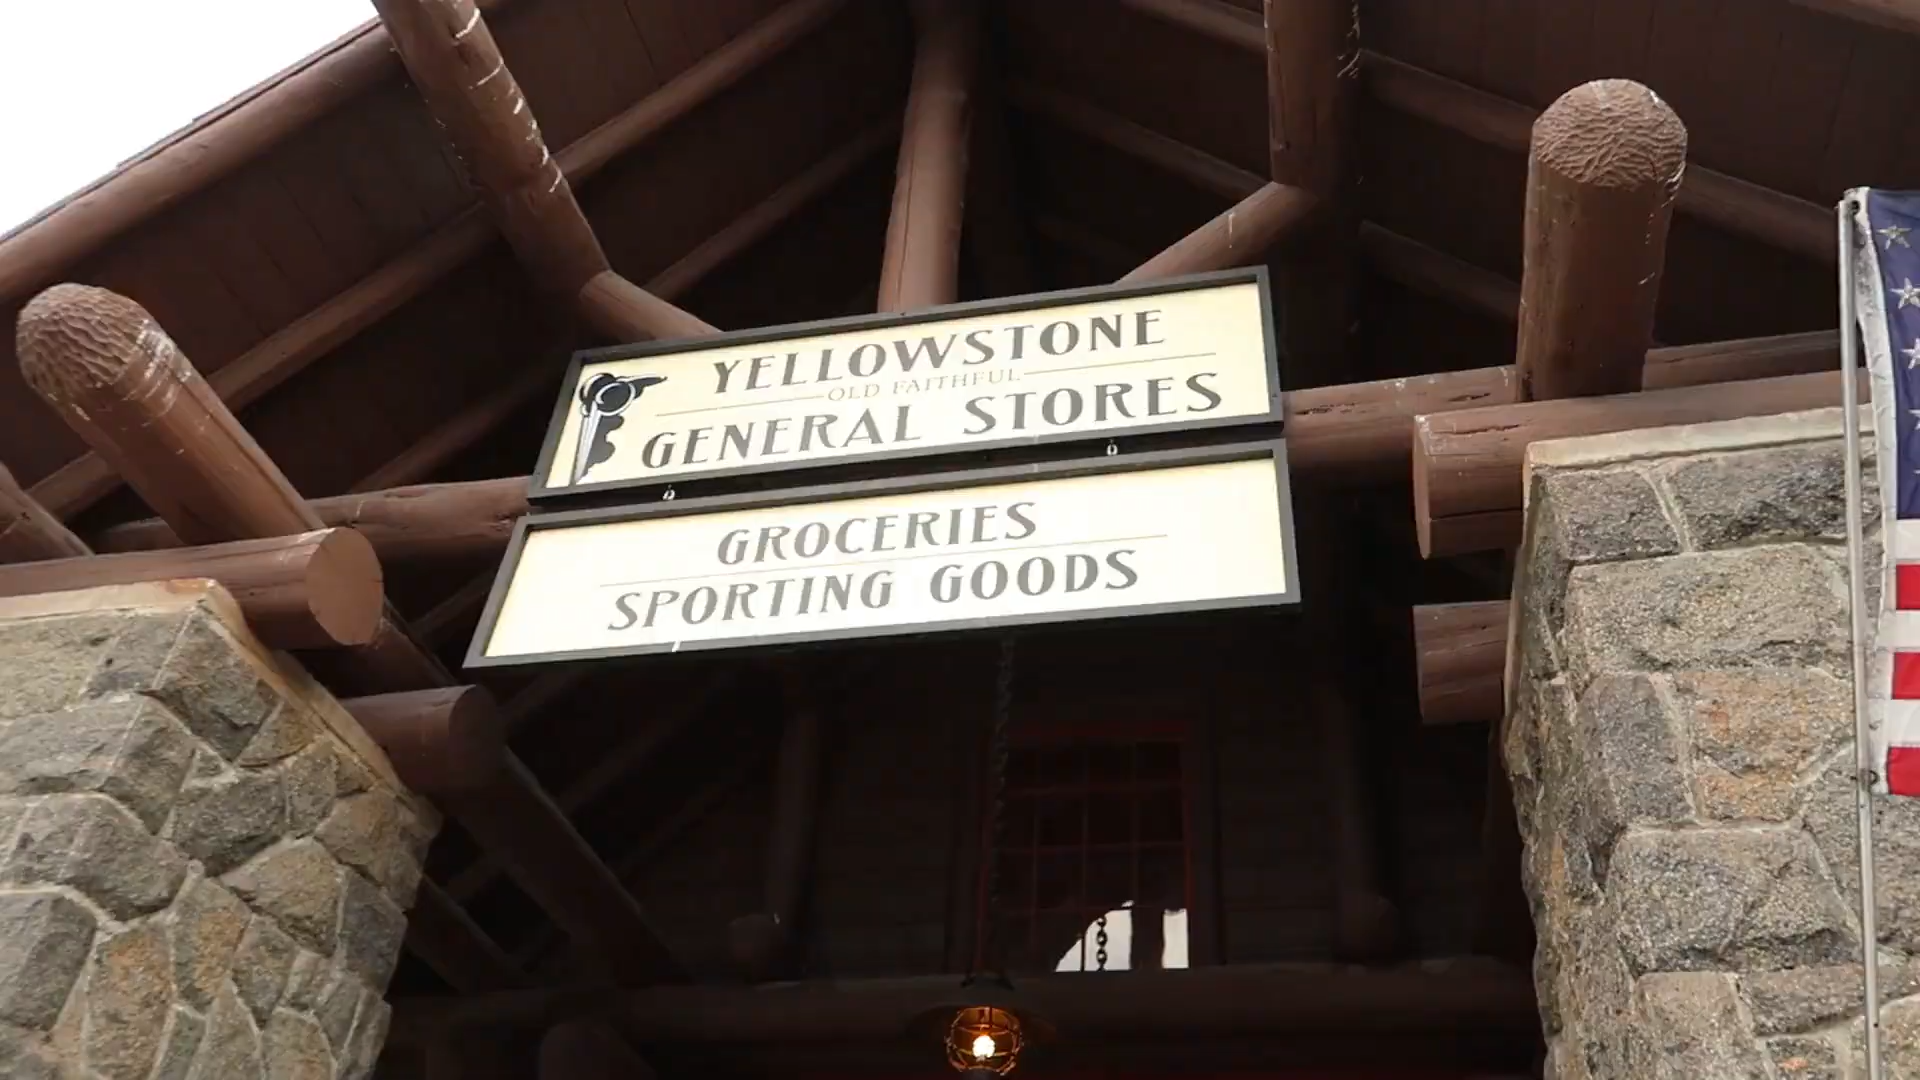 YELLOWSTONE
OLD FAITHFUL
GENERAL STORES
GROCERIES
SPORTING GOODS